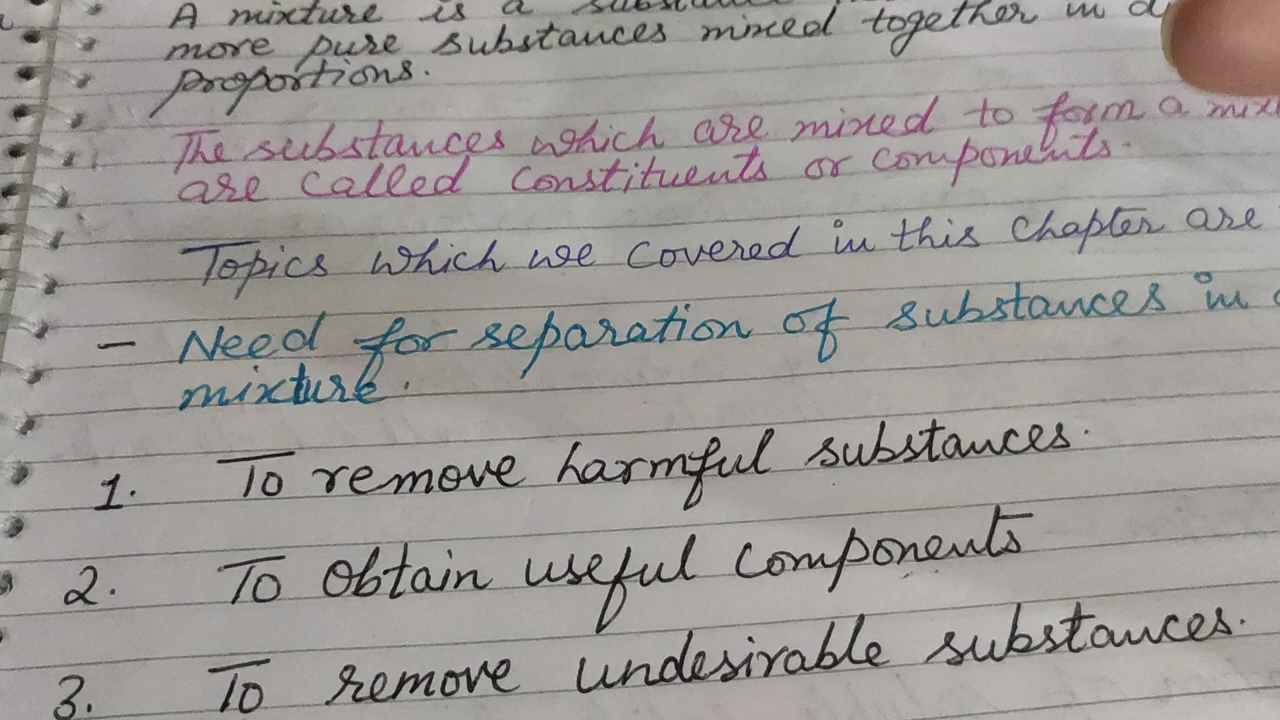 A mixture is a
more pure substances mixed together in
proportions.
The substances which are mixed to form a
are called constituents or components.
Topics which we covered in this chapter are
- Need for separation of substances in
mixture.
1. To remove harmful substances.
2. To obtain useful components
3. To remove undesirable substances.